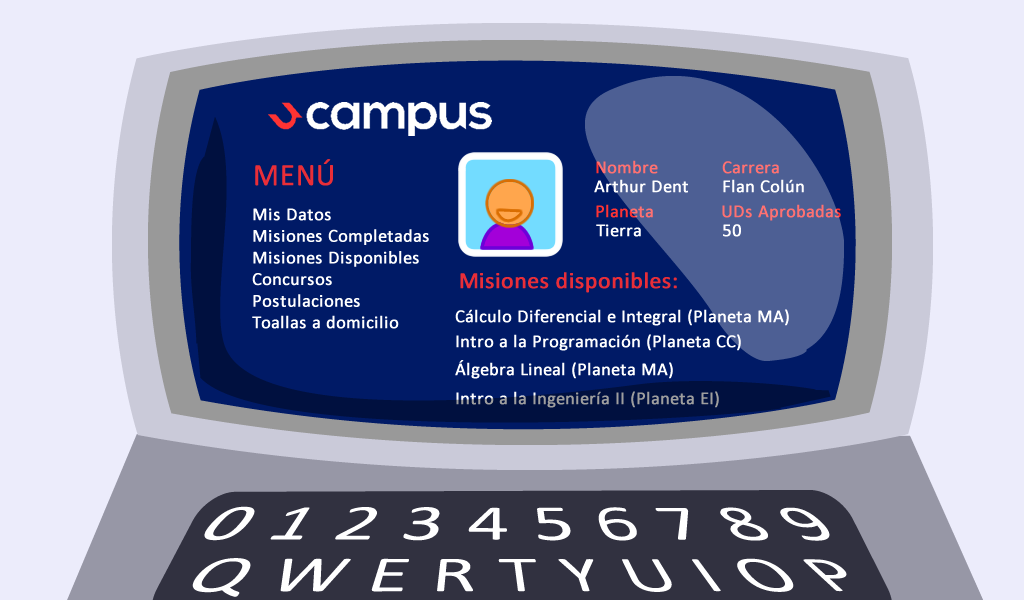 campus
MENÚ
Mis Datos
Misiones Completadas
Misiones Disponibles
Concursos
Postulaciones
Toallas a domicilio
Nombre
Arthur Dent
Carrera
Flan Colún
Planeta
Tierra
UDs Aprobadas
50
Misiones disponibles:
Cálculo Diferencial e Integral (Planeta MA)
Intro a la Programación (Planeta CC)
Álgebra Lineal (Planeta MA)
Intro a la Ingeniería II (Planeta EI)
0 1 2 3 4 5 6 7 8 9
Q W E R T Y U I O P